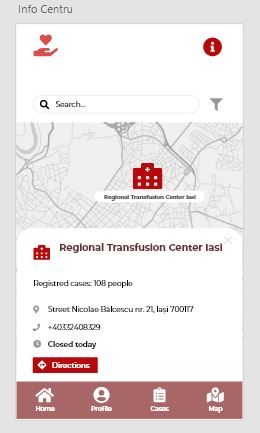 Info Centru
Search...
Regional Transfusion Center Iasi
Regional Transfusion Center Iasi
Registred cases: 108 people
Street Nicolae Bălcescu nr. 21, Iași 700117
+40332408329
Closed today
Directions
Home Profile Cases Map